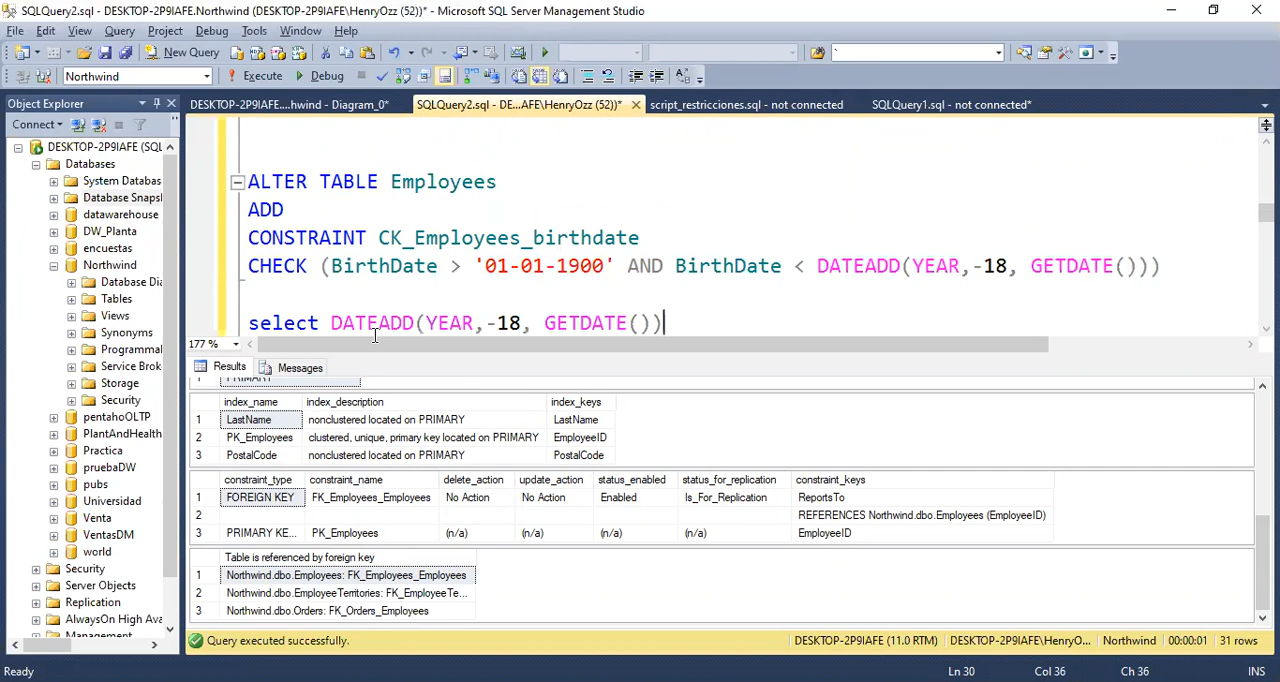 SQLQuery2.sql - DESKTOP-2P9IAFE.Northwind (DESKTOP-2P9IAFE\HenryOzz (52))* - Microsoft SQL Server Management Studio
File Edit View Query Project Debug Tools Window Help
New Query
Northwind Execute Debug
Object Explorer
DESKTOP-2P9IAFE....hwind - Diagram_0* SQLQuery2.sql - DE...AFE\HenryOzz (52))* script_restricciones.sql - not connected SQLQuery1.sql - not connected*
Connect
DESKTOP-2P9IAFE (SQL
Databases
System Databas
Database Snapsl
datawarehouse
DW_Planta
encuestas
Northwind
Database Dia
Tables
Views
Synonyms
Programmal
Service Brok
Storage
Security
pentahoOLTP
PlantAndHealth
Practica
pruebaDW
pubs
Universidad
Venta
VentasDM
world
Security
Server Objects
Replication
AlwaysOn High Ava
Management
ALTER TABLE Employees
ADD
CONSTRAINT CK_Employees_birthdate
CHECK (BirthDate > '01-01-1900' AND BirthDate < DATEADD(YEAR,-18, GETDATE()))
select DATEADD(YEAR,-18, GETDATE())
177 %
Results Messages
1 PRIMARY
index_name index_description index_keys
1 LastName nonclustered located on PRIMARY LastName
2 PK_Employees clustered, unique, primary key located on PRIMARY EmployeeID
3 PostalCode nonclustered located on PRIMARY PostalCode
constraint_type constraint_name delete_action update_action status_enabled status_for_replication constraint_keys
1 FOREIGN KEY FK_Employees_Employees No Action No Action Enabled Is_For_Replication ReportsTo
2 REFERENCES Northwind.dbo.Employees (EmployeeID)
3 PRIMARY KE... PK_Employees (n/a) (n/a) (n/a) (n/a) EmployeeID
Table is referenced by foreign key
1 Northwind.dbo.Employees: FK_Employees_Employees
2 Northwind.dbo.EmployeeTerritories: FK_EmployeeTe...
3 Northwind.dbo.Orders: FK_Orders_Employees
Query executed successfully. DESKTOP-2P9IAFE (11.0 RTM) DESKTOP-2P9IAFE\HenryO... Northwind 00:00:01 31 rows
Ready Ln 30 Col 36 Ch 36 INS